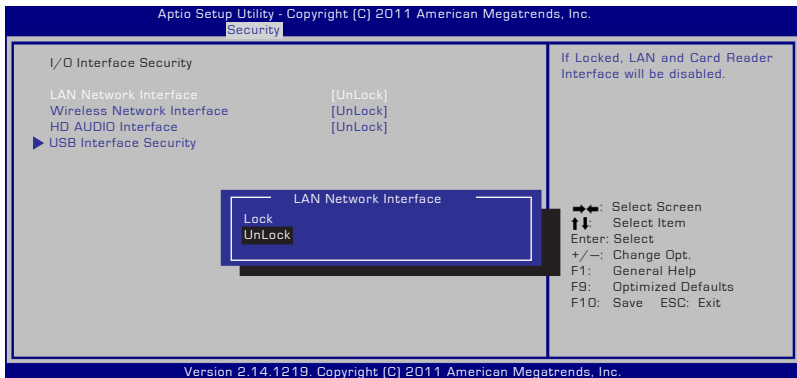 Aptio Setup Utility - Copyright (C) 2011 American Megatrends, Inc.
Security
I/O Interface Security
LAN Network Interface [UnLock]
Wireless Network Interface [UnLock]
HD AUDIO Interface [UnLock]
USB Interface Security
If Locked, LAN and Card Reader
Interface will be disabled.
LAN Network Interface
Lock
UnLock
→←: Select Screen
↑↓: Select Item
Enter: Select
+/—: Change Opt.
F1: General Help
F9: Optimized Defaults
F10: Save ESC: Exit
Version 2.14.1219. Copyright (C) 2011 American Megatrends, Inc.